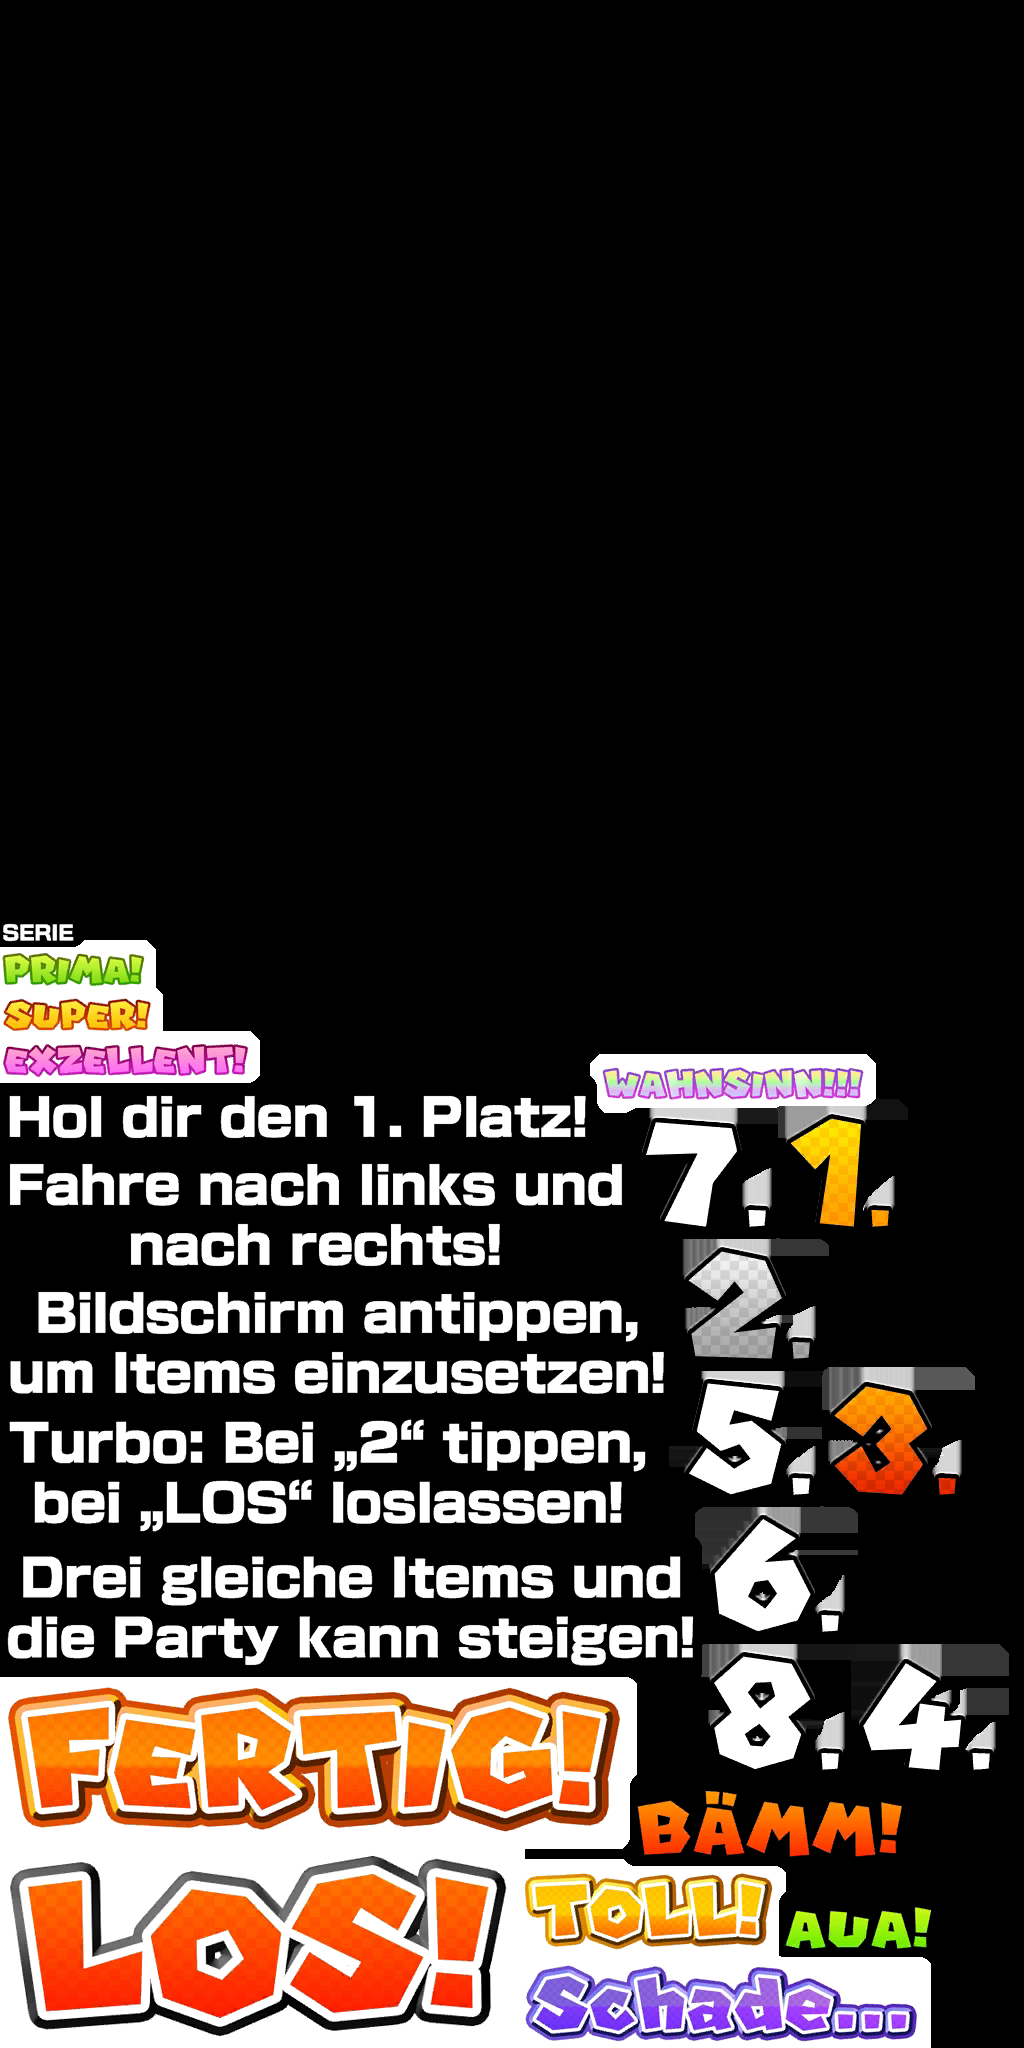 SERIE
PRIMA!
SUPER!
EXZELLENT!
WAHNSINN!!!
Hol dir den 1. Platz!
Fahre nach links und
nach rechts!
Bildschirm antippen,
um Items einzusetzen!
Turbo: Bei „2“ tippen,
bei „LOS“ loslassen!
Drei gleiche Items und
die Party kann steigen!
7. 1.
2.
5. 3.
6.
8. 4.
FERTIG!
BÄMM!
LOS!
TOLL!
AUA!
Schade...